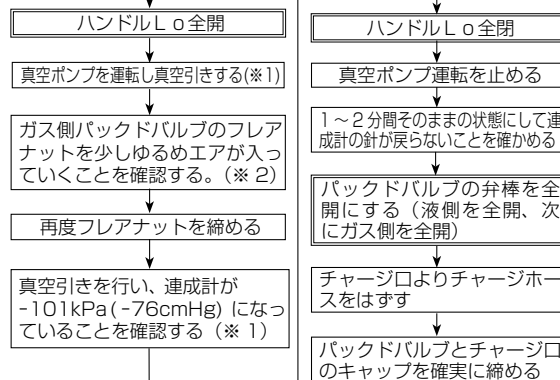 ハンドルLo全開
真空ポンプを運転し真空引きする(※1)
ガス側パックドバルブのフレア
ナットを少しゆるめエアが入っ
ていくことを確認する。(※ 2)
再度フレアナットを締める
真空引きを行い、連成計が
-101kPa( -76cmHg) になっ
ていることを確認する (※ 1)
ハンドルLo全閉
真空ポンプ運転を止める
1～2分間そのままの状態にして連
成計の針が戻らないことを確かめる
パックドバルブの弁棒を全
開にする (液側を全開、次
にガス側を全開)
チャージ口よりチャージホー
スをはずす
パックドバルブとチャージ口
のキャップを確実に締める